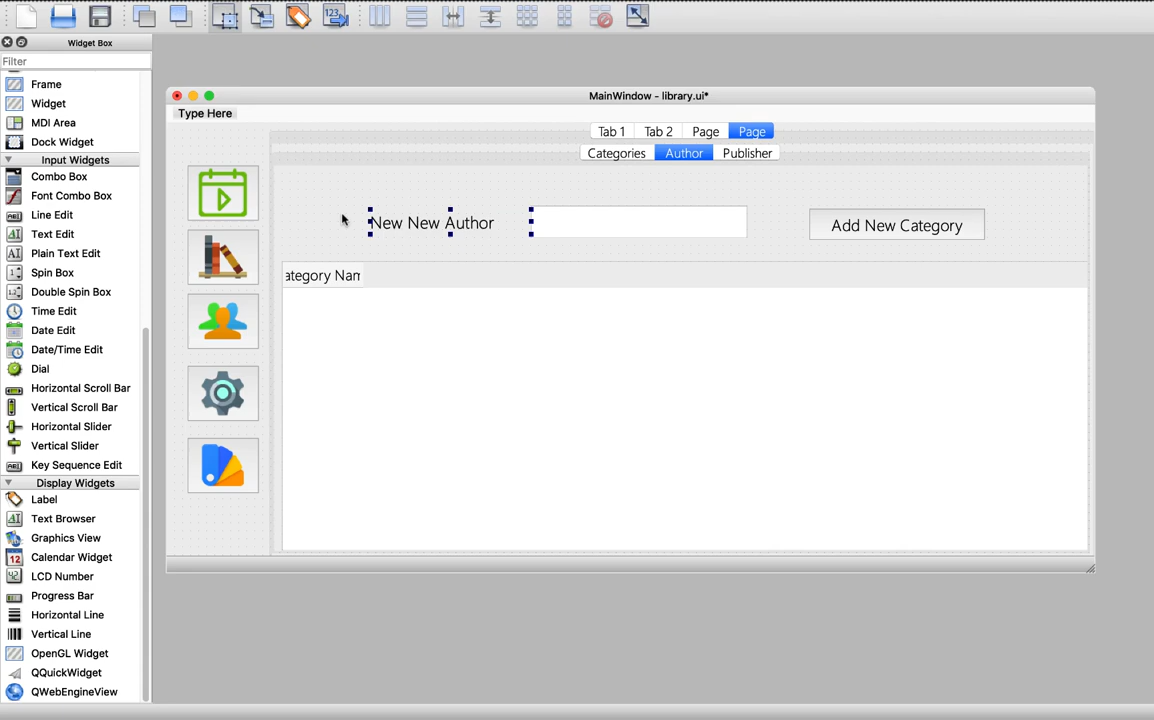 123
Widget Box
Filter
Frame
Widget
MDI Area
Dock Widget
Input Widgets
Combo Box
Font Combo Box
Line Edit
Text Edit
Plain Text Edit
Spin Box
Double Spin Box
Time Edit
Date Edit
Date/Time Edit
Dial
Horizontal Scroll Bar
Vertical Scroll Bar
Horizontal Slider
Vertical Slider
Key Sequence Edit
Display Widgets
Label
Text Browser
Graphics View
Calendar Widget
LCD Number
Progress Bar
Horizontal Line
Vertical Line
OpenGL Widget
QQuickWidget
QWebEngineView
MainWindow - library.ui*
Type Here
Tab 1 Tab 2 Page Page
Categories Author Publisher
New New Author
Add New Category
ategory Nam